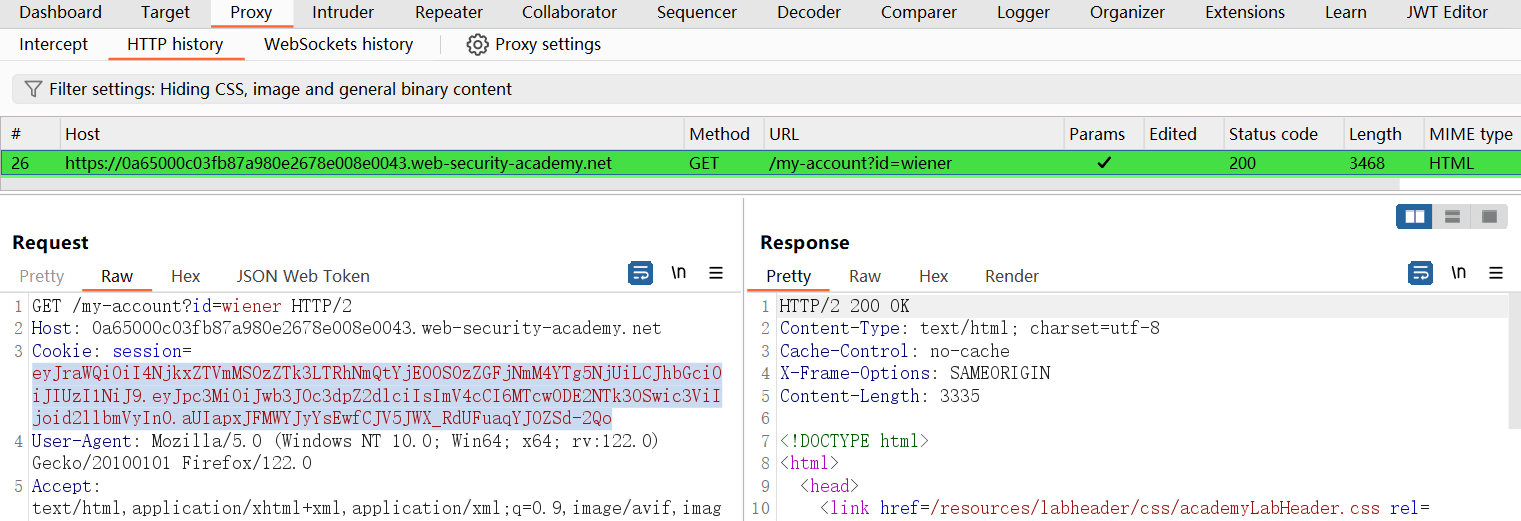 Dashboard Target Proxy Intruder Repeater Collaborator Sequencer Decoder Comparer Logger Organizer Extensions Learn JWT Editor
Intercept HTTP history WebSockets history Proxy settings
Filter settings: Hiding CSS, image and general binary content
# Host Method URL Params Edited Status code Length MIME type
26 https://0a65000c03fb87a980e2678e008e0043.web-security-academy.net GET /my-account?id=wiener ✓ 200 3468 HTML
Request
Pretty Raw Hex JSON Web Token \n
1 GET /my-account?id=wiener HTTP/2
2 Host: 0a65000c03fb87a980e2678e008e0043.web-security-academy.net
3 Cookie: session=
eyJraWQiOiI4NjkxZTVmMS0zZTk3LTRhNmQtYjE0OS0zZGFjNmM4YTg5NjUiLCJhbGciO
iJIUzI1NiJ9.eyJpc3MiOiJwb3J0c3dpZ2dlciIsImV4cCI6MTcwODE2NTk3OSwic3ViI
joid2llbmVyIn0.aUIapxJFMWYJyYsEwfCJV5JWX_RdUFuaqYJOZSd-2Qo
4 User-Agent: Mozilla/5.0 (Windows NT 10.0; Win64; x64; rv:122.0)
Gecko/20100101 Firefox/122.0
5 Accept:
text/html,application/xhtml+xml,application/xml;q=0.9,image/avif,imag
Response
Pretty Raw Hex Render \n
1 HTTP/2 200 OK
2 Content-Type: text/html; charset=utf-8
3 Cache-Control: no-cache
4 X-Frame-Options: SAMEORIGIN
5 Content-Length: 3335
6
7 <!DOCTYPE html>
8 <html>
9 <head>
10 <link href=/resources/labheader/css/academyLabHeader.css rel=